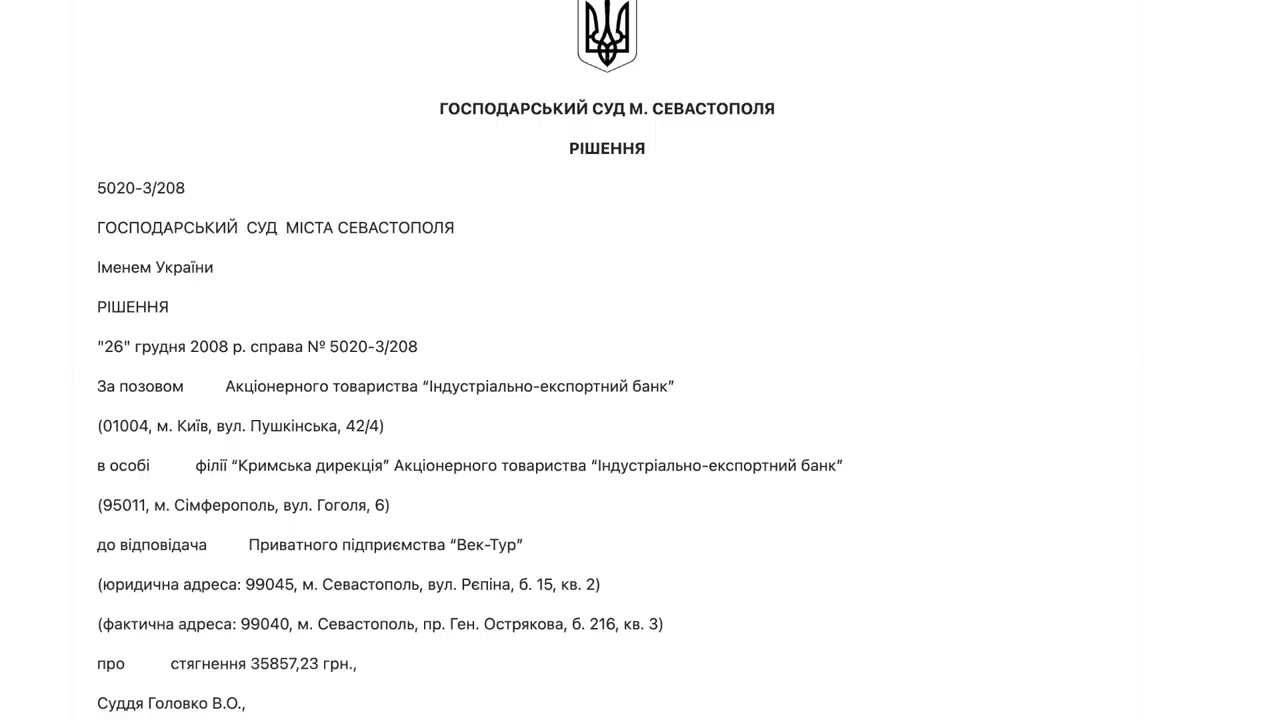 ГОСПОДАРСЬКИЙ СУД М. СЕВАСТОПОЛЯ
РІШЕННЯ
5020-3/208
ГОСПОДАРСЬКИЙ СУД МІСТА СЕВАСТОПОЛЯ
Іменем України
РІШЕННЯ
"26" грудня 2008 р. справа № 5020-3/208
За позовом Акціонерного товариства “Індустріально-експортний банк”
(01004, м. Київ, вул. Пушкінська, 42/4)
в особі філії “Кримська дирекція” Акціонерного товариства “Індустріально-експортний банк”
(95011, м. Сімферополь, вул. Гоголя, 6)
до відповідача Приватного підприємства “Век-Тур”
(юридична адреса: 99045, м. Севастополь, вул. Рєпіна, б. 15, кв. 2)
(фактична адреса: 99040, м. Севастополь, пр. Ген. Острякова, б. 216, кв. 3)
про стягнення 35857,23 грн.,
Суддя Головко В.О.,